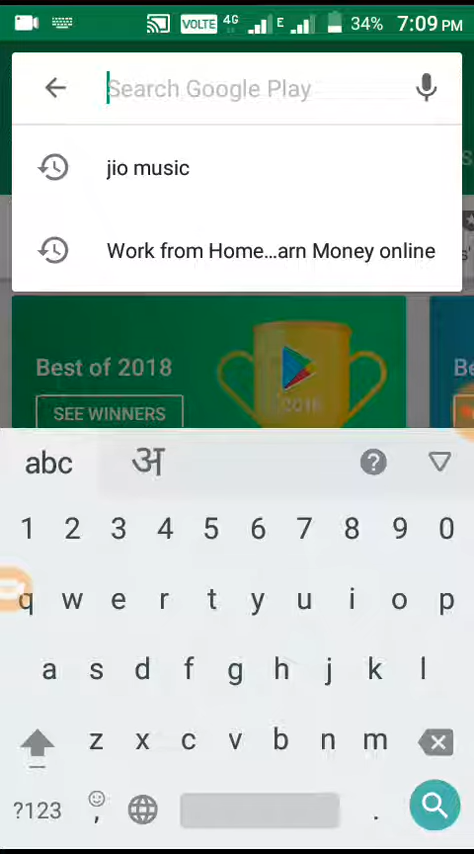 VOLTE 4G E 34% 7:09 PM
Search Google Play
jio music
Work from Home...arn Money online
Best of 2018
Be
SEE WINNERS
abc अ
1 2 3 4 5 6 7 8 9 0
q w e r t y u i o p
a s d f g h j k l
z x c v b n m
?123 , .